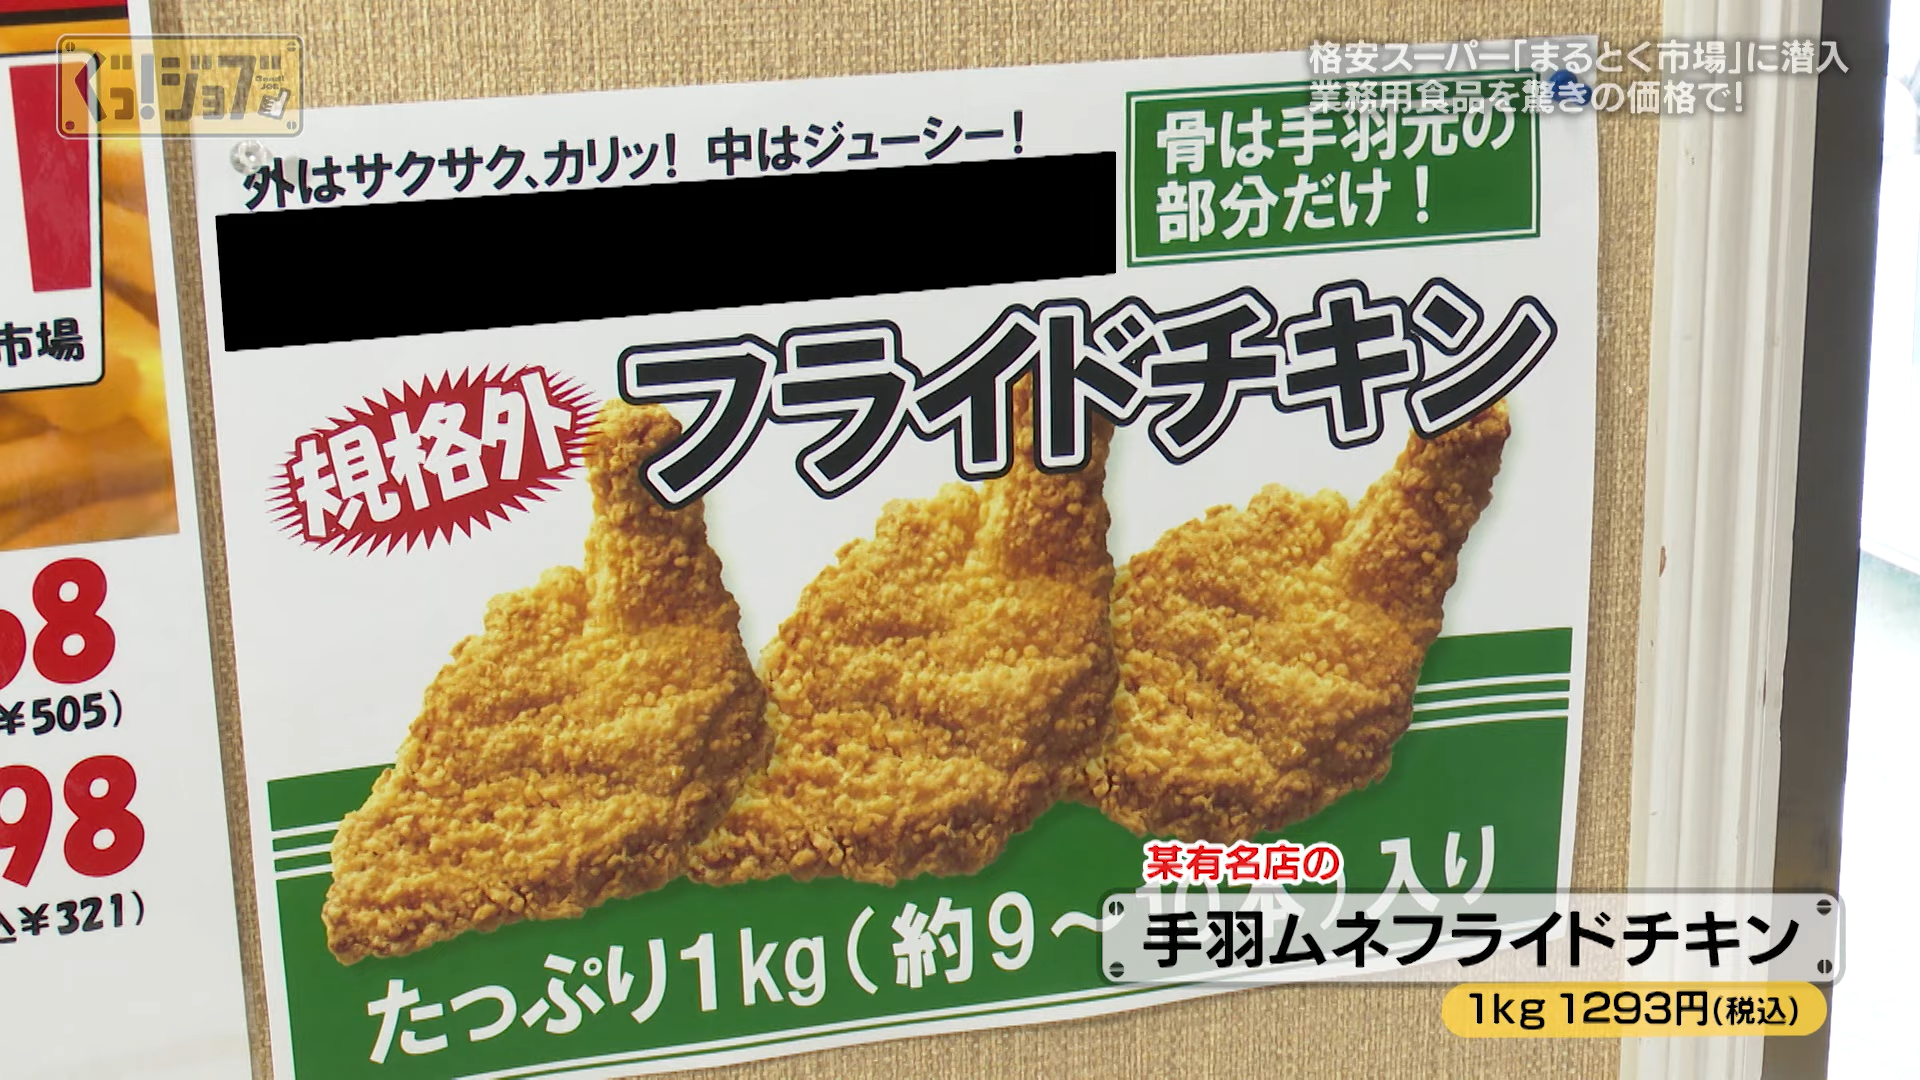 ぐっ!ジョブ
格安スーパー「まるとく市場」に潜入
業務用食品を驚きの価格で!
外はサクサク、カリッ! 中はジューシー!
骨は手羽元の
部分だけ!
市場
規格外
フライドチキン
68
¥505)
98
込¥321)
某有名店の
手羽ムネフライドチキン
1kg 1293円(税込)
たっぷり1kg(約9〜10本)入り